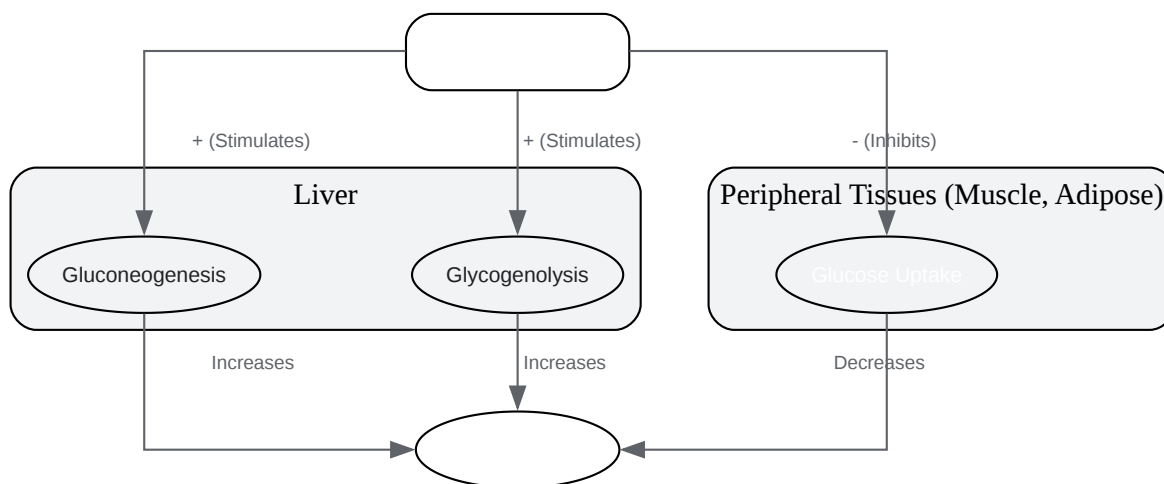 + (Stimulates)
+ (Stimulates)
- (Inhibits)
Liver
Peripheral Tissues (Muscle, Adipose)
Gluconeogenesis
Glycogenolysis
Glucose Uptake
Increases
Increases
Decreases